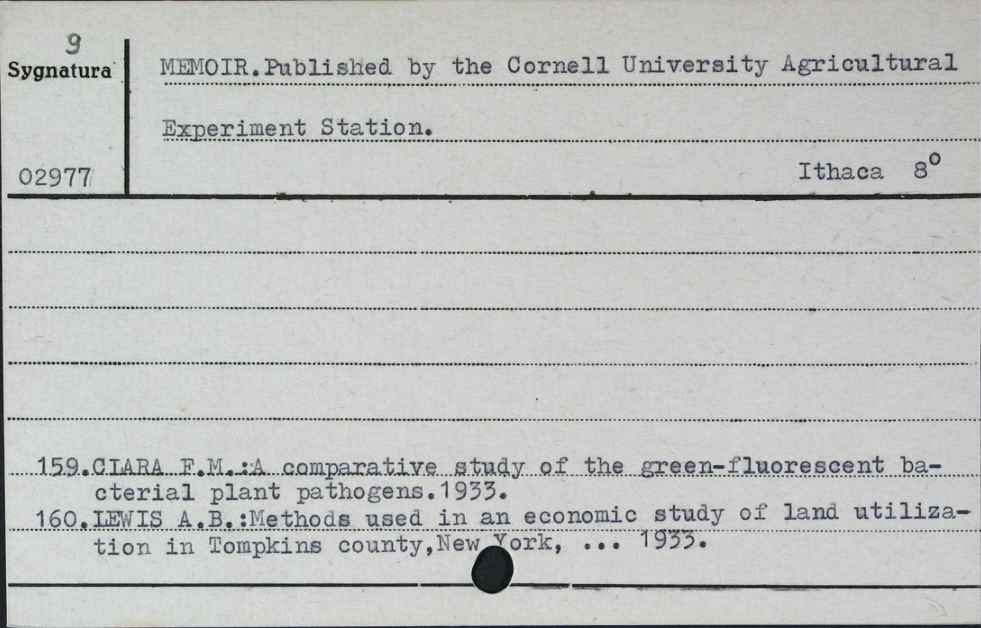 9
Sygnatura
MEMOIR.Published by the Cornell University Agricultural
Experiment Station.
02977
Ithaca 8°
159.CLARA F.M.:A comparative study of the green-fluorescent ba-
cterial plant pathogens.1933.
160.LEWIS A.B.:Methods used in an economic study of land utiliza-
tion in Tompkins county,New York, ... 1933.